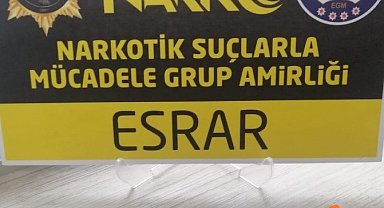 NARKO
NARKOTİK SUÇLARLA
MÜCADELE GRUP AMİRLİĞİ
ESRAR
EGM